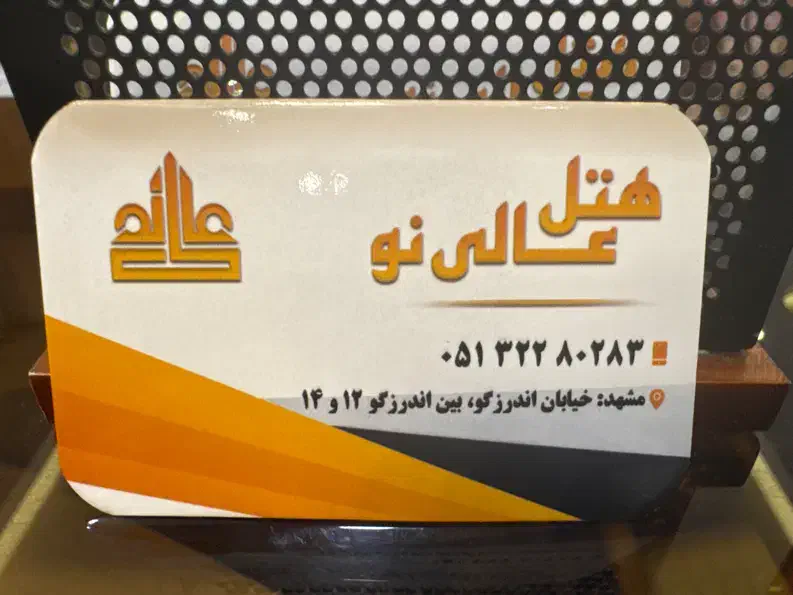 هتل
عالی نو
۰۵۱ ۳۲۲ ۸۰۲۸۳
مشهد: خیابان اندرزگو، بین اندرزگو ۱۲ و ۱۴